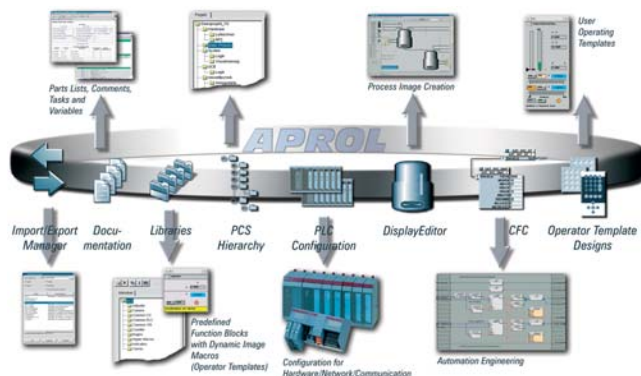 Project
User
Operating
Templates
Parts Lists, Comments,
Tasks and
Variables
Process Image Creation
APROL
Import/Export
Manager
Docu-
mentation
Libraries
PCS
Hierarchy
PLC
Configuration
DisplayEditor
CFC
Operator Template
Designs
Predefined
Function Blocks
with Dynamic Image
Macros
(Operator Templates)
Configuration for
Hardware/Network/Communication
Automation Engineering